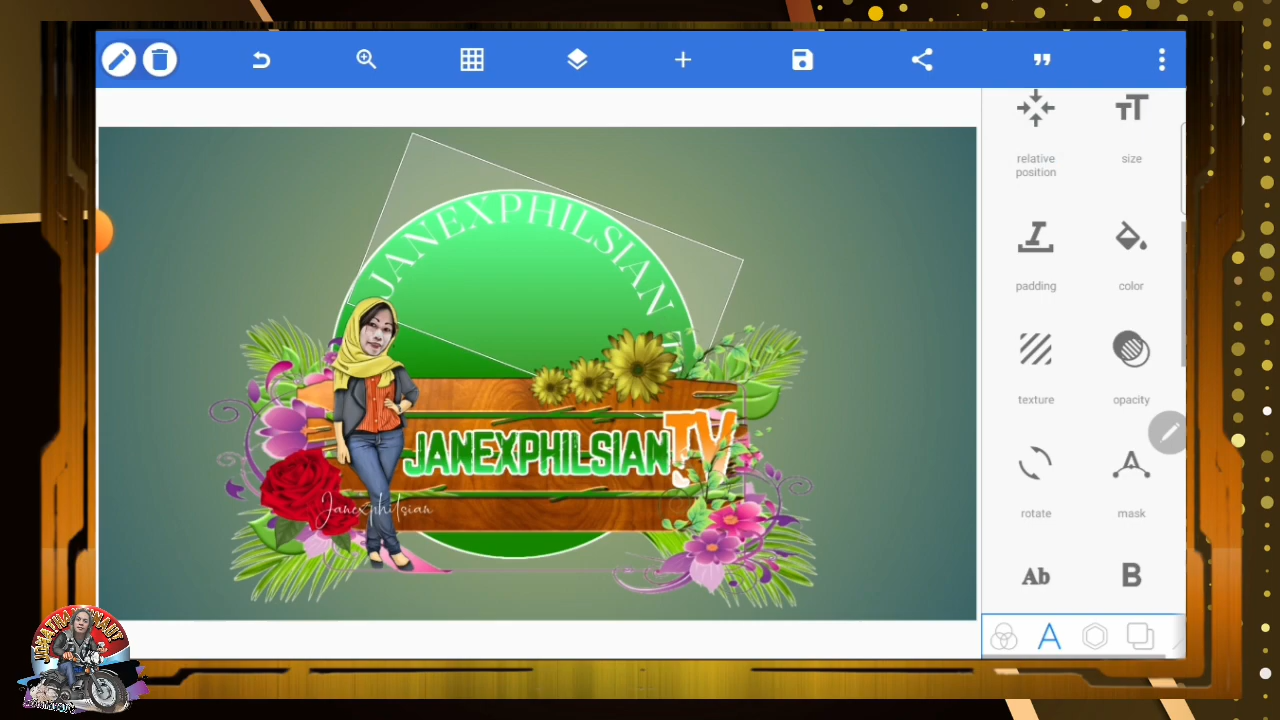 relative
position
size
padding
color
texture
opacity
rotate
mask
Ab
B
A
JANEXPHILSIAN
JANEXPHILSIAN TV
Janexphilsian